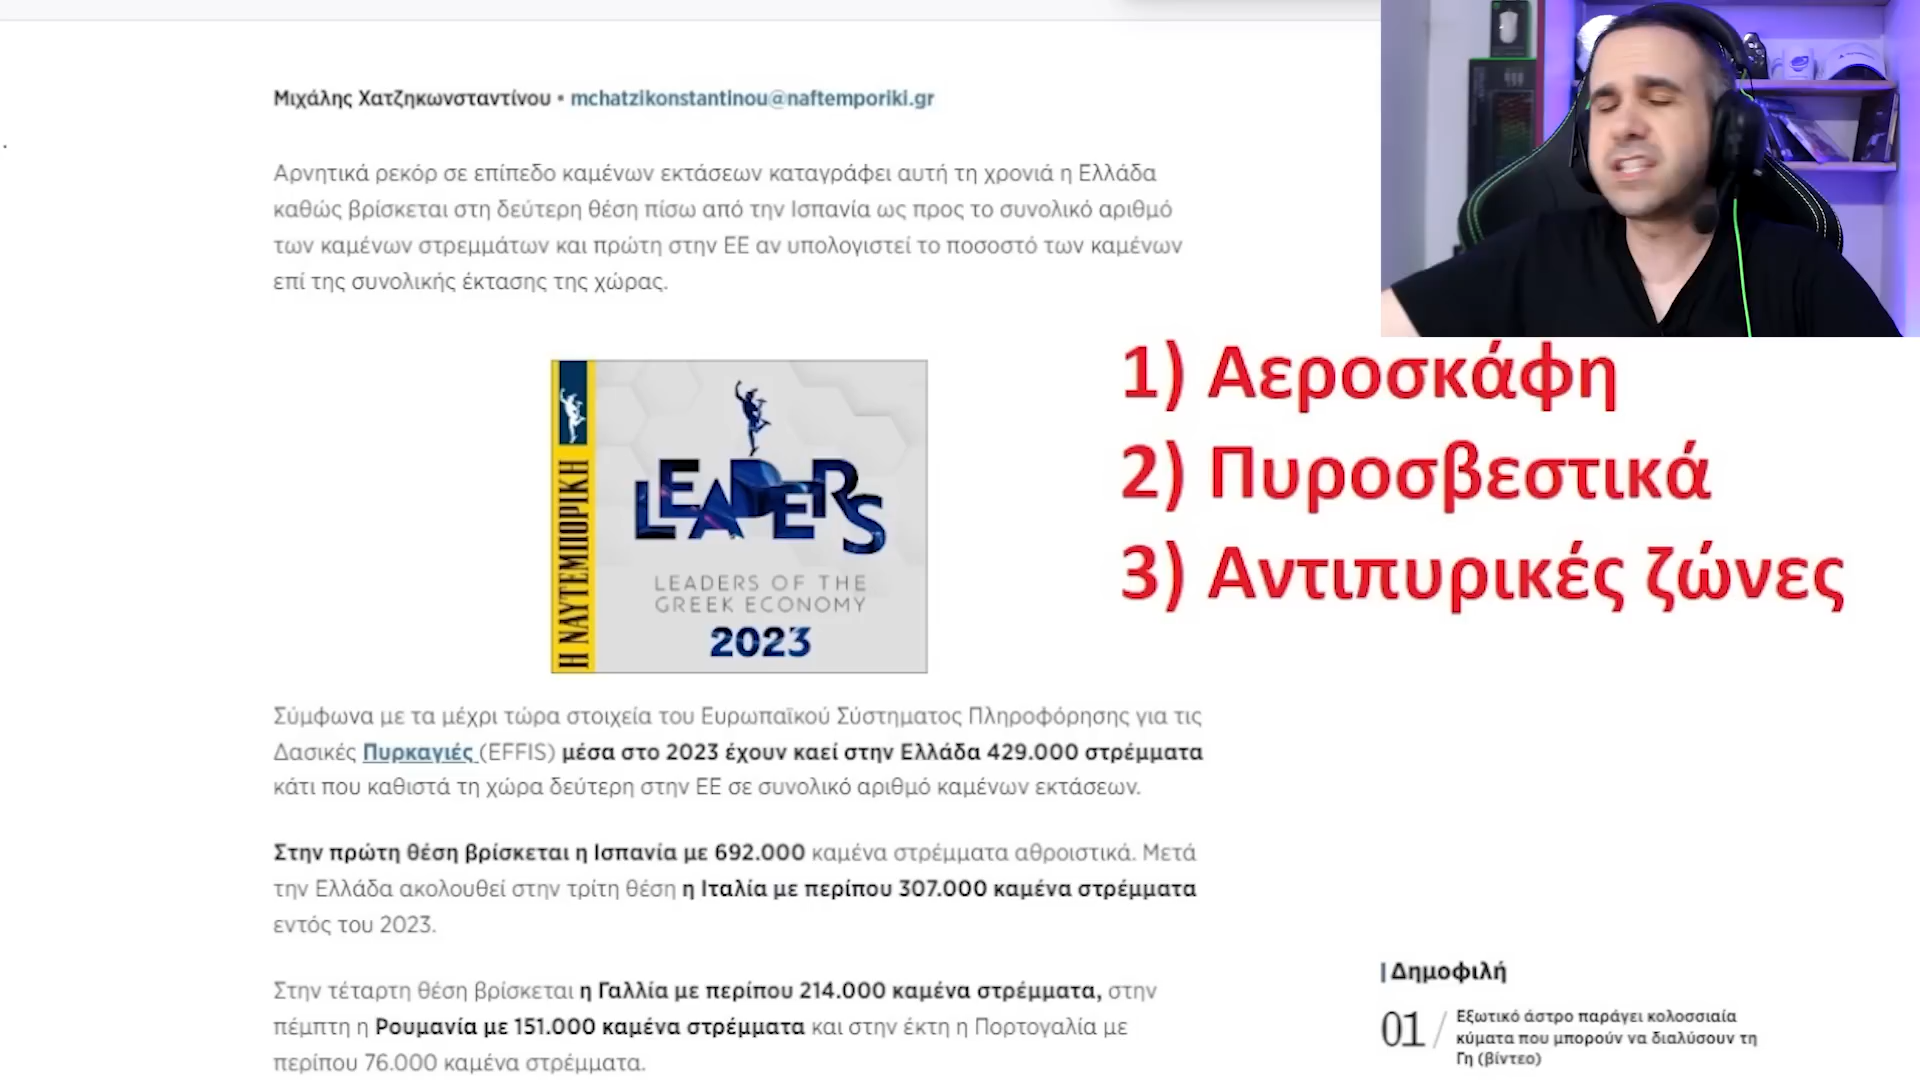 Μιχάλης Χατζηκωνσταντίνου • mchatzikonstantinou@naftemporiki.gr
Αρνητικά ρεκόρ σε επίπεδο καμένων εκτάσεων καταγράφει αυτή τη χρονιά η Ελλάδα
καθώς βρίσκεται στη δεύτερη θέση πίσω από την Ισπανία ως προς το συνολικό αριθμό
των καμένων στρεμμάτων και πρώτη στην ΕΕ αν υπολογιστεί το ποσοστό των καμένων
επί της συνολικής έκτασης της χώρας.
Η ΝΑΥΤΕΜΠΟΡΙΚΗ
LEADERS
LEADERS OF THE
GREEK ECONOMY
2023
1) Αεροσκάφη
2) Πυροσβεστικά
3) Αντιπυρικές ζώνες
Σύμφωνα με τα μέχρι τώρα στοιχεία του Ευρωπαϊκού Σύστηματος Πληροφόρησης για τις
Δασικές Πυρκαγιές (EFFIS) μέσα στο 2023 έχουν καεί στην Ελλάδα 429.000 στρέμματα
κάτι που καθιστά τη χώρα δεύτερη στην ΕΕ σε συνολικό αριθμό καμένων εκτάσεων.
Στην πρώτη θέση βρίσκεται η Ισπανία με 692.000 καμένα στρέμματα αθροιστικά. Μετά
την Ελλάδα ακολουθεί στην τρίτη θέση η Ιταλία με περίπου 307.000 καμένα στρέμματα
εντός του 2023.
Στην τέταρτη θέση βρίσκεται η Γαλλία με περίπου 214.000 καμένα στρέμματα, στην
πέμπτη η Ρουμανία με 151.000 καμένα στρέμματα και στην έκτη η Πορτογαλία με
περίπου 76.000 καμένα στρέμματα.
Δημοφιλή
01 / Εξωτικό άστρο παράγει κολοσσιαία
κύματα που μπορούν να διαλύσουν τη
Γη (βίντεο)